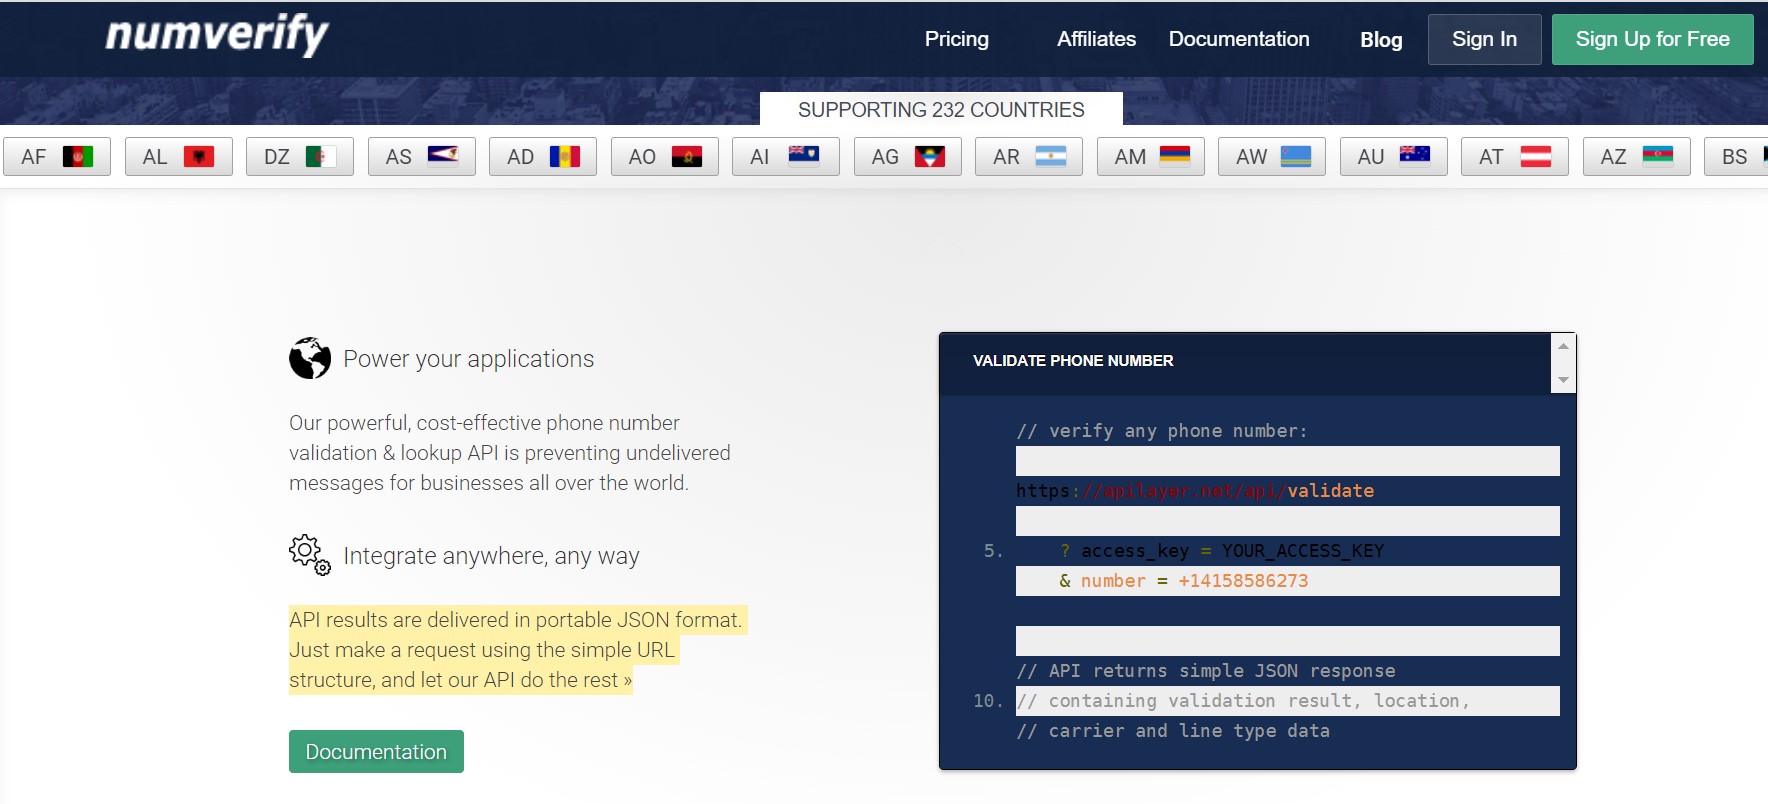 numverify
Pricing Affiliates Documentation Blog Sign In Sign Up for Free
SUPPORTING 232 COUNTRIES
AF AL DZ AS AD AO AI AG AR AM AW AU AT AZ BS
Power your applications
Our powerful, cost-effective phone number
validation & lookup API is preventing undelivered
messages for businesses all over the world.
Integrate anywhere, any way
API results are delivered in portable JSON format.
Just make a request using the simple URL
structure, and let our API do the rest »
Documentation
VALIDATE PHONE NUMBER
// verify any phone number:
https://apilayer.net/api/validate
5. ? access_key = YOUR_ACCESS_KEY
& number = +14158586273
// API returns simple JSON response
10. // containing validation result, location,
// carrier and line type data